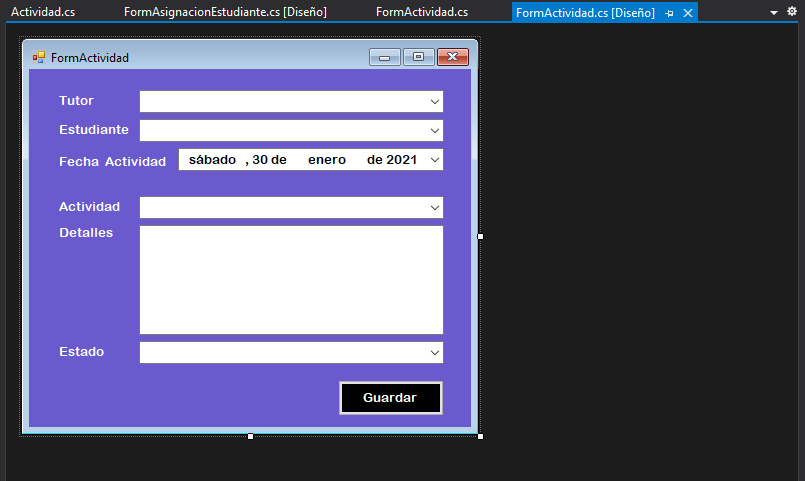 Actividad.cs FormAsignacionEstudiante.cs [Diseño] FormActividad.cs FormActividad.cs [Diseño]
FormActividad
Tutor
Estudiante
Fecha Actividad sábado , 30 de enero de 2021
Actividad
Detalles
Estado
Guardar